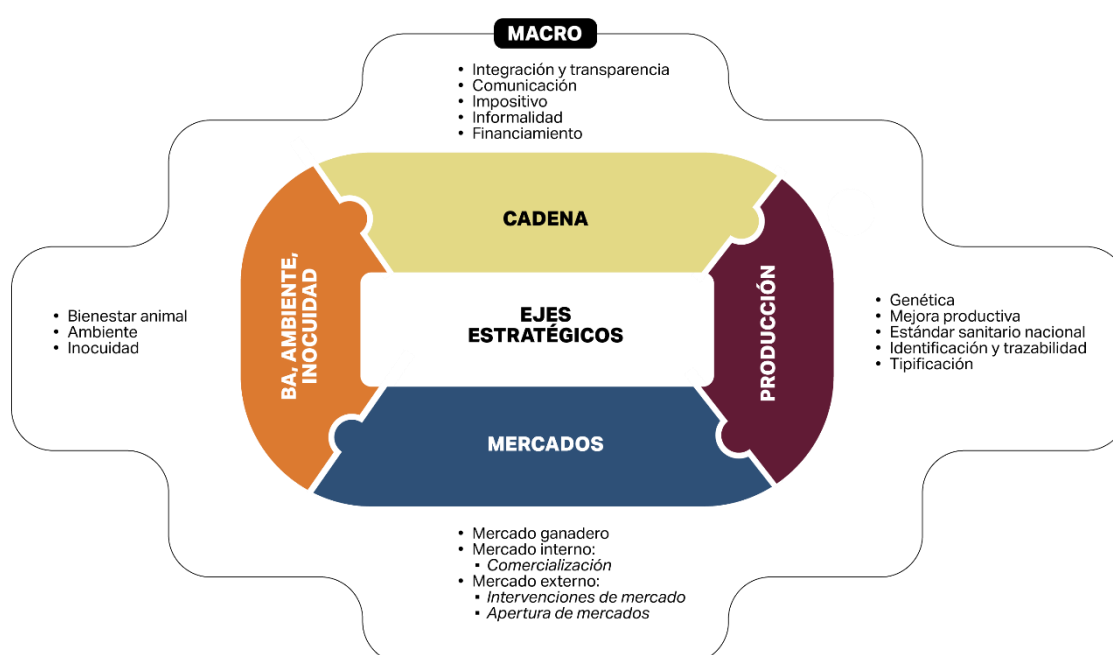 MACRO
• Integración y transparencia
• Comunicación
• Impositivo
• Informalidad
• Financiamiento
CADENA
BA, AMBIENTE,
INOCUIDAD
• Bienestar animal
• Ambiente
• Inocuidad
EJES
ESTRATÉGICOS
PRODUCCIÓN
• Genética
• Mejora productiva
• Estándar sanitario nacional
• Identificación y trazabilidad
• Tipificación
MERCADOS
• Mercado ganadero
• Mercado interno:
▪ Comercialización
• Mercado externo:
▪ Intervenciones de mercado
▪ Apertura de mercados